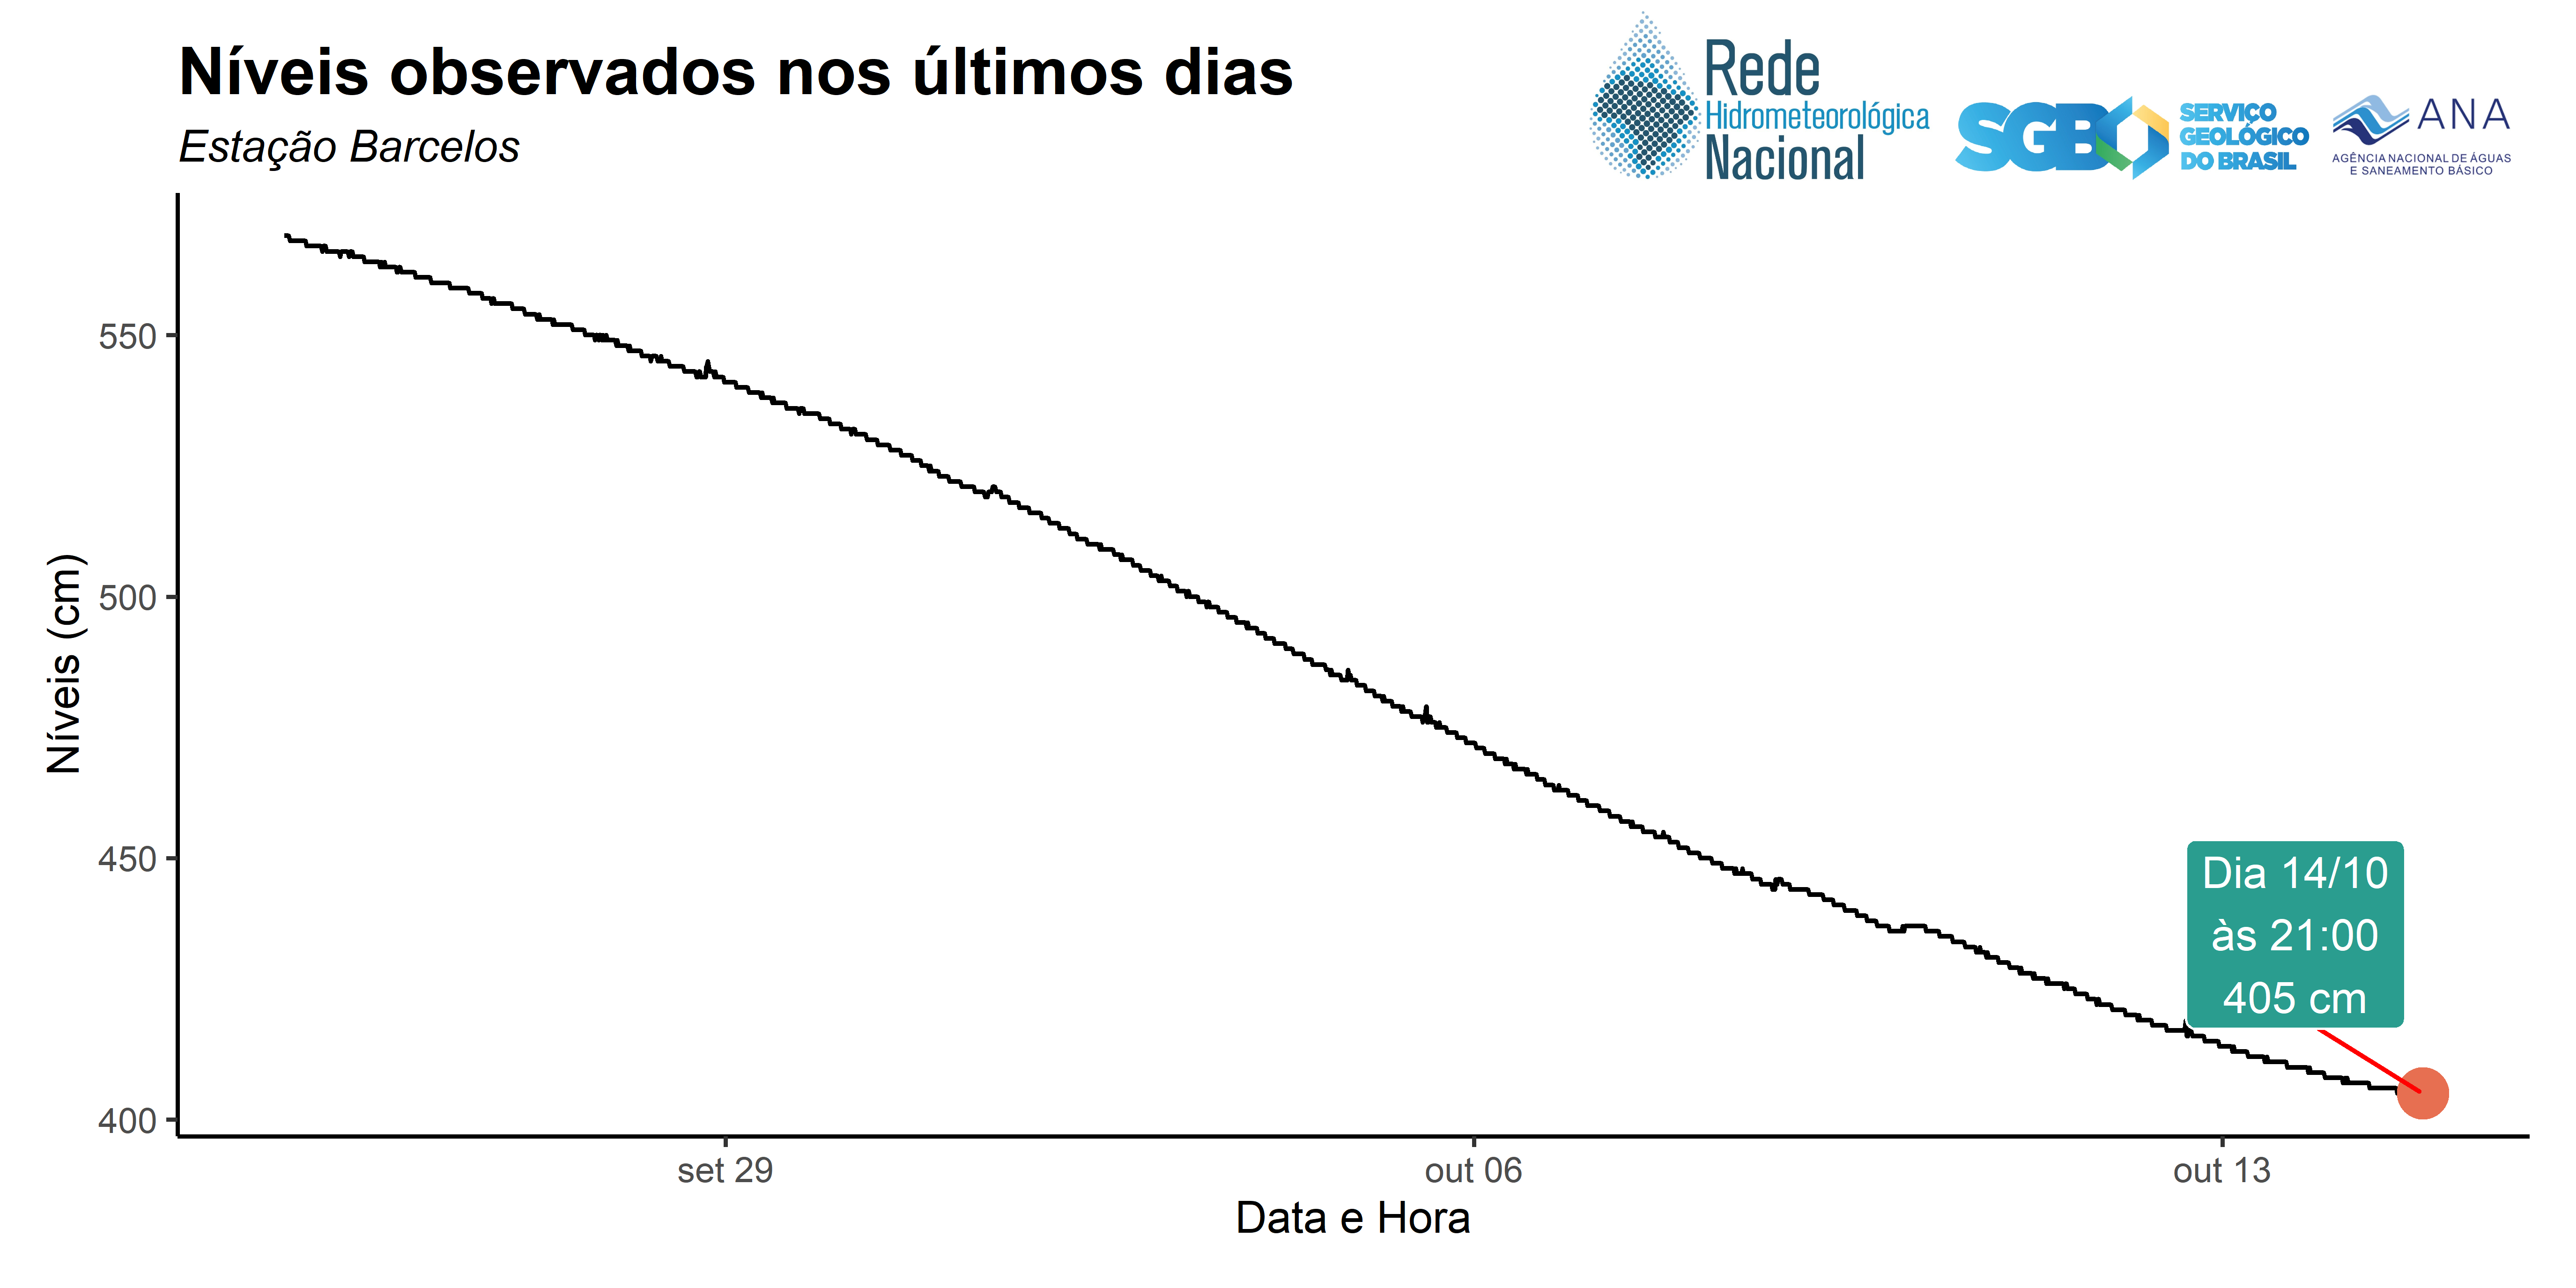 Níveis observados nos últimos dias
Estação Barcelos
Rede
Hidrometeorológica
Nacional
SGB
SERVIÇO
GEOLÓGICO
DO BRASIL
ANA
AGÊNCIA NACIONAL DE ÁGUAS
E SANEAMENTO BÁSICO
Níveis (cm)
550
500
450
400
Dia 14/10
às 21:00
405 cm
set 29
out 06
out 13
Data e Hora